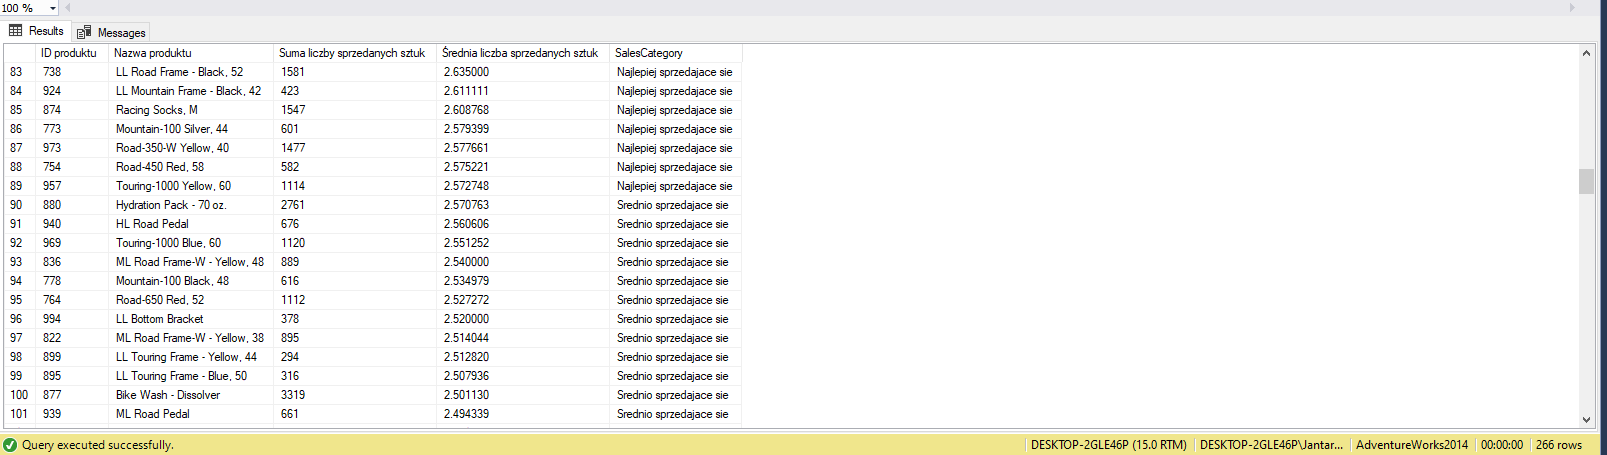 100 %
Results Messages
ID produktu Nazwa produktu Suma liczby sprzedanych sztuk Średnia liczba sprzedanych sztuk SalesCategory
83 738 LL Road Frame - Black, 52 1581 2.635000 Najlepiej sprzedajace sie
84 924 LL Mountain Frame - Black, 42 423 2.611111 Najlepiej sprzedajace sie
85 874 Racing Socks, M 1547 2.608768 Najlepiej sprzedajace sie
86 773 Mountain-100 Silver, 44 601 2.579399 Najlepiej sprzedajace sie
87 973 Road-350-W Yellow, 40 1477 2.577661 Najlepiej sprzedajace sie
88 754 Road-450 Red, 58 582 2.575221 Najlepiej sprzedajace sie
89 957 Touring-1000 Yellow, 60 1114 2.572748 Najlepiej sprzedajace sie
90 880 Hydration Pack - 70 oz. 2761 2.570763 Srednio sprzedajace sie
91 940 HL Road Pedal 676 2.560606 Srednio sprzedajace sie
92 969 Touring-1000 Blue, 60 1120 2.551252 Srednio sprzedajace sie
93 836 ML Road Frame-W - Yellow, 48 889 2.540000 Srednio sprzedajace sie
94 778 Mountain-100 Black, 48 616 2.534979 Srednio sprzedajace sie
95 764 Road-650 Red, 52 1112 2.527272 Srednio sprzedajace sie
96 994 LL Bottom Bracket 378 2.520000 Srednio sprzedajace sie
97 822 ML Road Frame-W - Yellow, 38 895 2.514044 Srednio sprzedajace sie
98 899 LL Touring Frame - Yellow, 44 294 2.512820 Srednio sprzedajace sie
99 895 LL Touring Frame - Blue, 50 316 2.507936 Srednio sprzedajace sie
100 877 Bike Wash - Dissolver 3319 2.501130 Srednio sprzedajace sie
101 939 ML Road Pedal 661 2.494339 Srednio sprzedajace sie
Query executed successfully. DESKTOP-2GLE46P (15.0 RTM) DESKTOP-2GLE46P\Jantar... AdventureWorks2014 00:00:00 266 rows